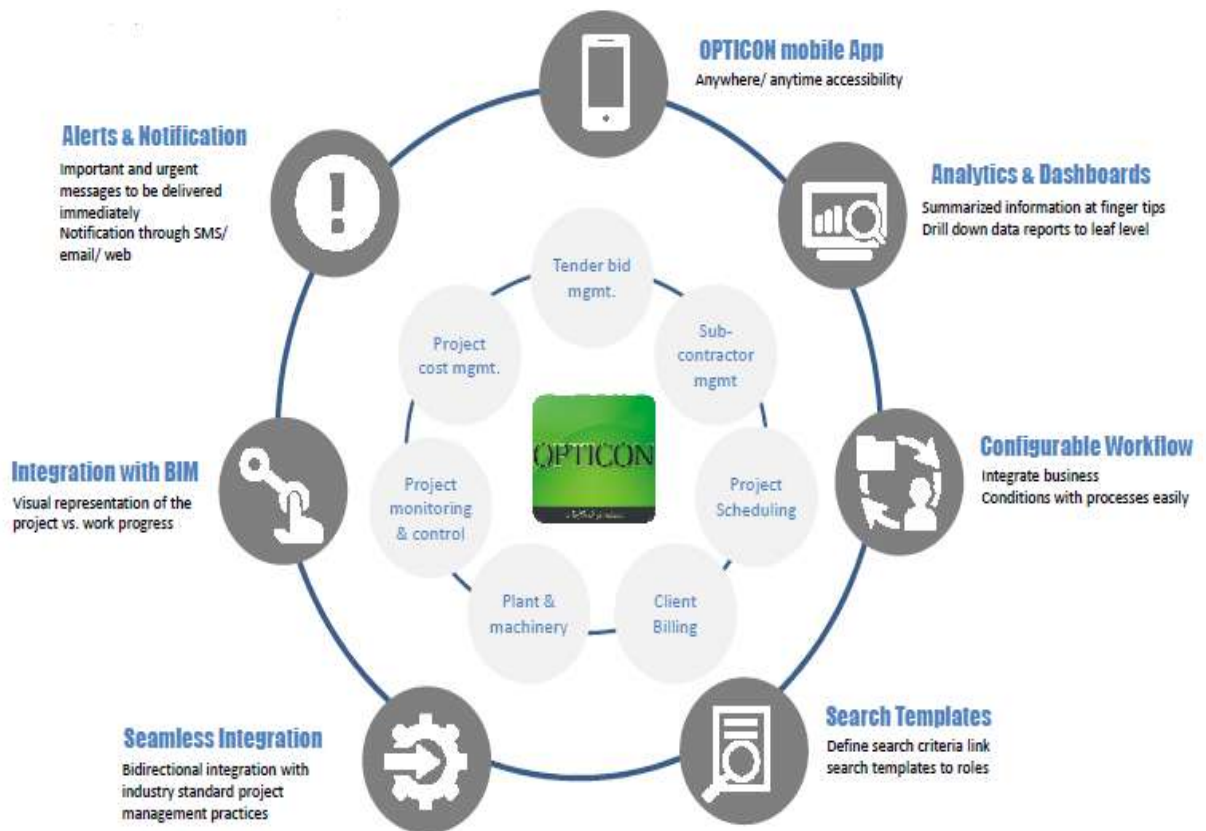 OPTICON mobile App
Anywhere/ anytime accessibility
Analytics & Dashboards
Summarized information at finger tips
Drill down data reports to leaf level
Configurable Workflow
Integrate business
Conditions with processes easily
Search Templates
Define search criteria link
search templates to roles
Seamless Integration
Bidirectional integration with
industry standard project
management practices
Integration with BIM
Visual representation of the
project vs. work progress
Alerts & Notification
Important and urgent
messages to be delivered
immediately
Notification through SMS/
email/ web
Tender bid
mgmt.
Sub-
contractor
mgmt
Project
Scheduling
Client
Billing
Plant &
machinery
Project
monitoring
& control
Project
cost mgmt.
OPTICON